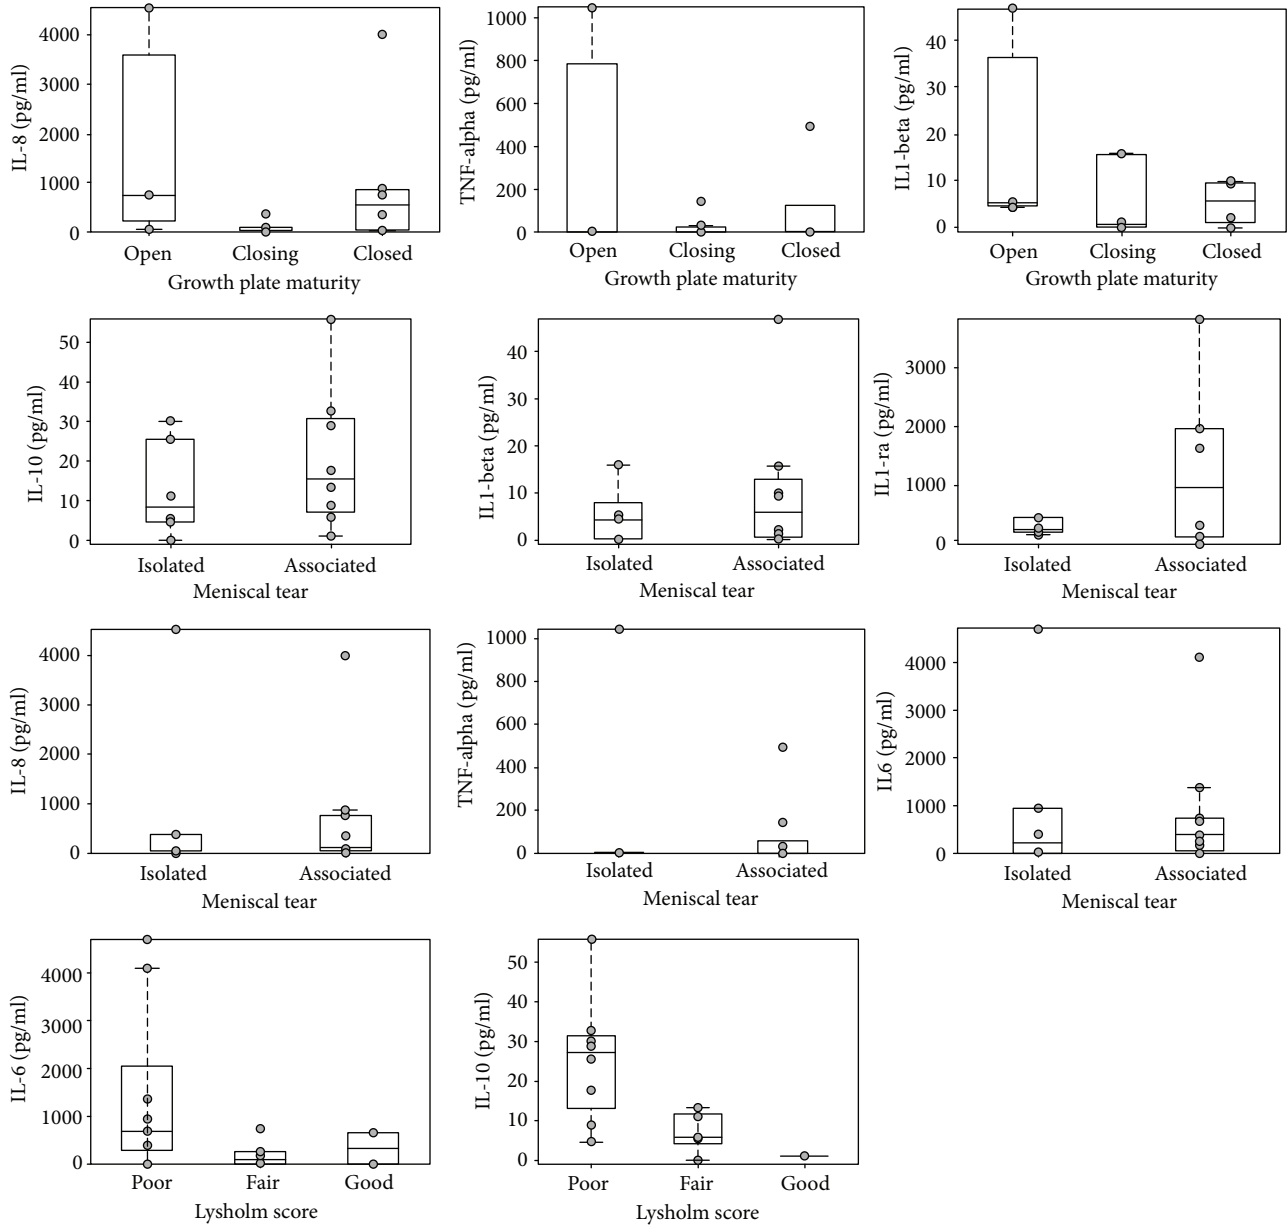 IL-8 (pg/ml)
4000
3000
2000
1000
0
Open Closing Closed
Growth plate maturity
TNF-alpha (pg/ml)
1000
800
600
400
200
0
Open Closing Closed
Growth plate maturity
IL1-beta (pg/ml)
40
30
20
10
0
Open Closing Closed
Growth plate maturity
IL-10 (pg/ml)
50
40
30
20
10
0
Isolated Associated
Meniscal tear
IL1-beta (pg/ml)
40
30
20
10
0
Isolated Associated
Meniscal tear
IL1-ra (pg/ml)
3000
2000
1000
0
Isolated Associated
Meniscal tear
IL-8 (pg/ml)
4000
3000
2000
1000
0
Isolated Associated
Meniscal tear
TNF-alpha (pg/ml)
1000
800
600
400
200
0
Isolated Associated
Meniscal tear
IL6 (pg/ml)
4000
3000
2000
1000
0
Isolated Associated
Meniscal tear
IL-6 (pg/ml)
4000
3000
2000
1000
0
Poor Fair Good
Lysholm score
IL-10 (pg/ml)
50
40
30
20
10
0
Poor Fair Good
Lysholm score